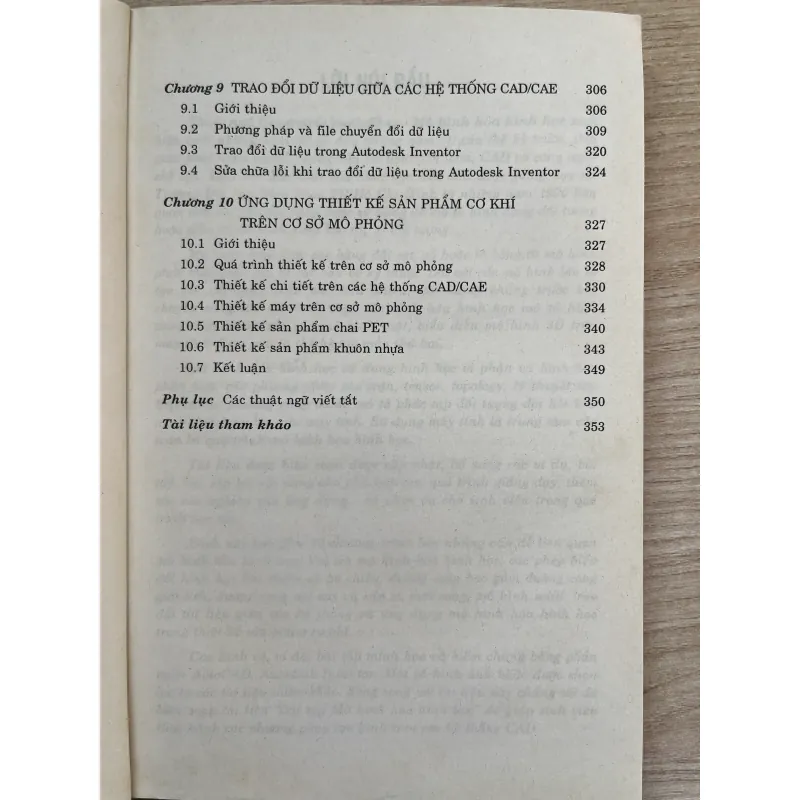 Chương 9 TRAO ĐỔI DỮ LIỆU GIỮA CÁC HỆ THỐNG CAD/CAE 306
9.1 Giới thiệu 306
9.2 Phương pháp và file chuyển đổi dữ liệu 309
9.3 Trao đổi dữ liệu trong Autodesk Inventor 320
9.4 Sửa chữa lỗi khi trao đổi dữ liệu trong Autodesk Inventor 324
Chương 10 ỨNG DỤNG THIẾT KẾ SẢN PHẨM CƠ KHÍ
TRÊN CƠ SỞ MÔ PHỎNG 327
10.1 Giới thiệu 327
10.2 Quá trình thiết kế trên cơ sở mô phỏng 328
10.3 Thiết kế chi tiết trên các hệ thống CAD/CAE 330
10.4 Thiết kế máy trên cơ sở mô phỏng 334
10.5 Thiết kế sản phẩm chai PET 340
10.6 Thiết kế sản phẩm khuôn nhựa 343
10.7 Kết luận 349
Phụ lục Các thuật ngữ viết tắt 350
Tài liệu tham khảo 353